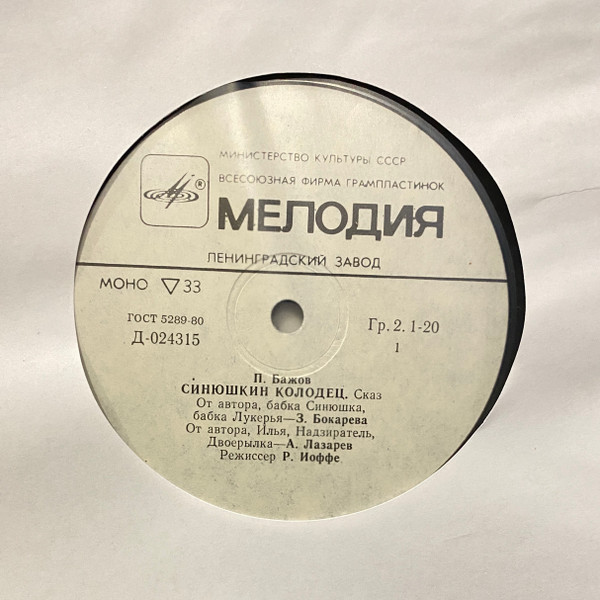 МИНИСТЕРСТВО КУЛЬТУРЫ СССР
ВСЕСОЮЗНАЯ ФИРМА ГРАМПЛАСТИНОК
®
МЕЛОДИЯ
ЛЕНИНГРАДСКИЙ ЗАВОД
МОНО ▽ 33
ГОСТ 5289-80
Д-024315
Гр. 2. 1-20
1
П. Бажов
СИНЮШКИН КОЛОДЕЦ. Сказ
От автора, бабка Синюшка,
бабка Лукерья—З. Бокарева
От автора, Илья, Надзиратель,
Двоерылка—А. Лазарев
Режиссер Р. Иоффе